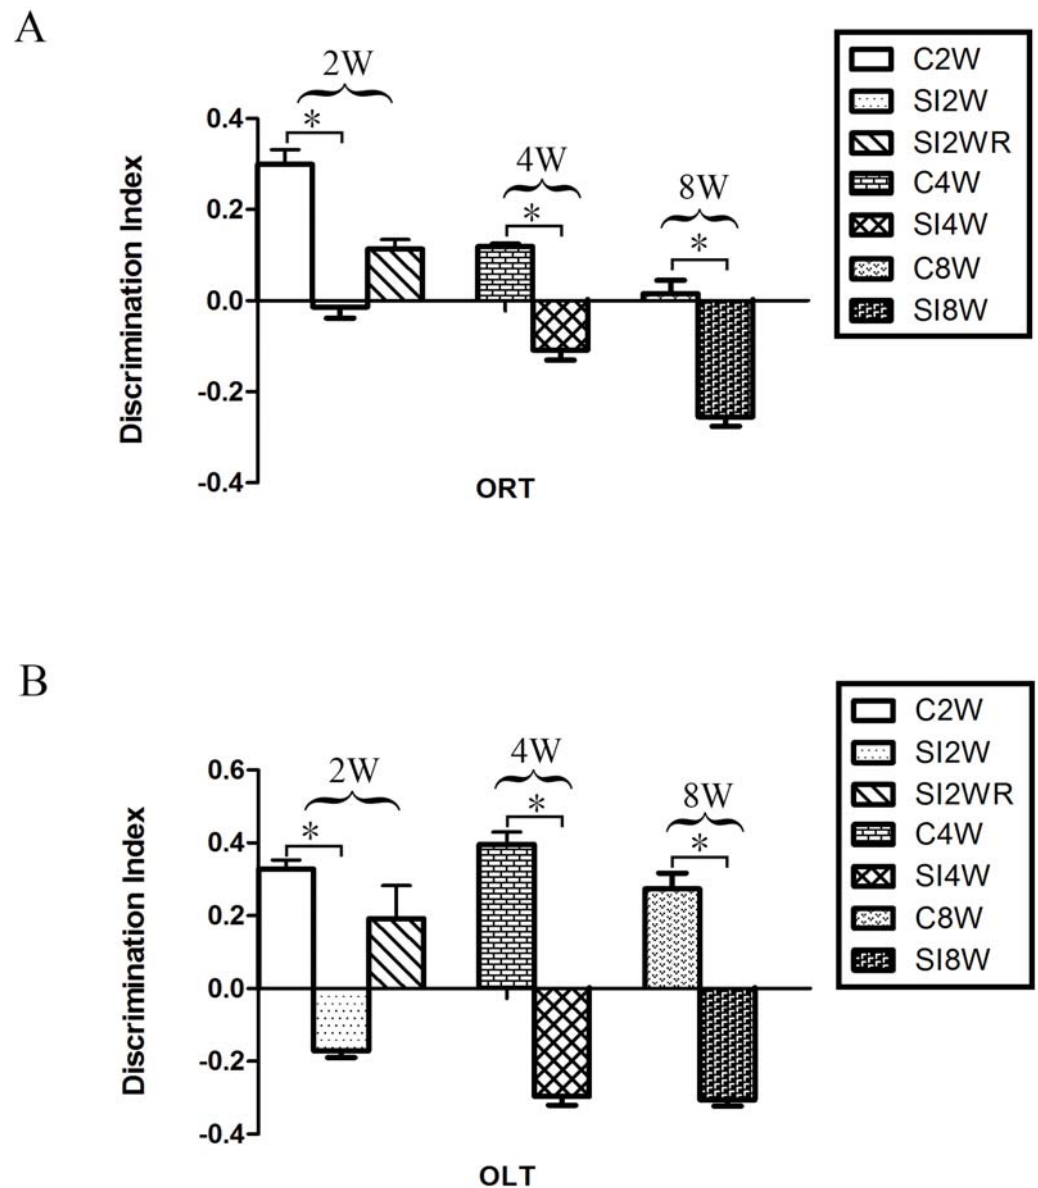 A
2W
4W
8W
*
*
*
Discrimination Index
0.4
0.2
0.0
-0.2
-0.4
ORT
C2W
SI2W
SI2WR
C4W
SI4W
C8W
SI8W
B
2W
4W
8W
*
*
*
Discrimination Index
0.6
0.4
0.2
0.0
-0.2
-0.4
OLT
C2W
SI2W
SI2WR
C4W
SI4W
C8W
SI8W